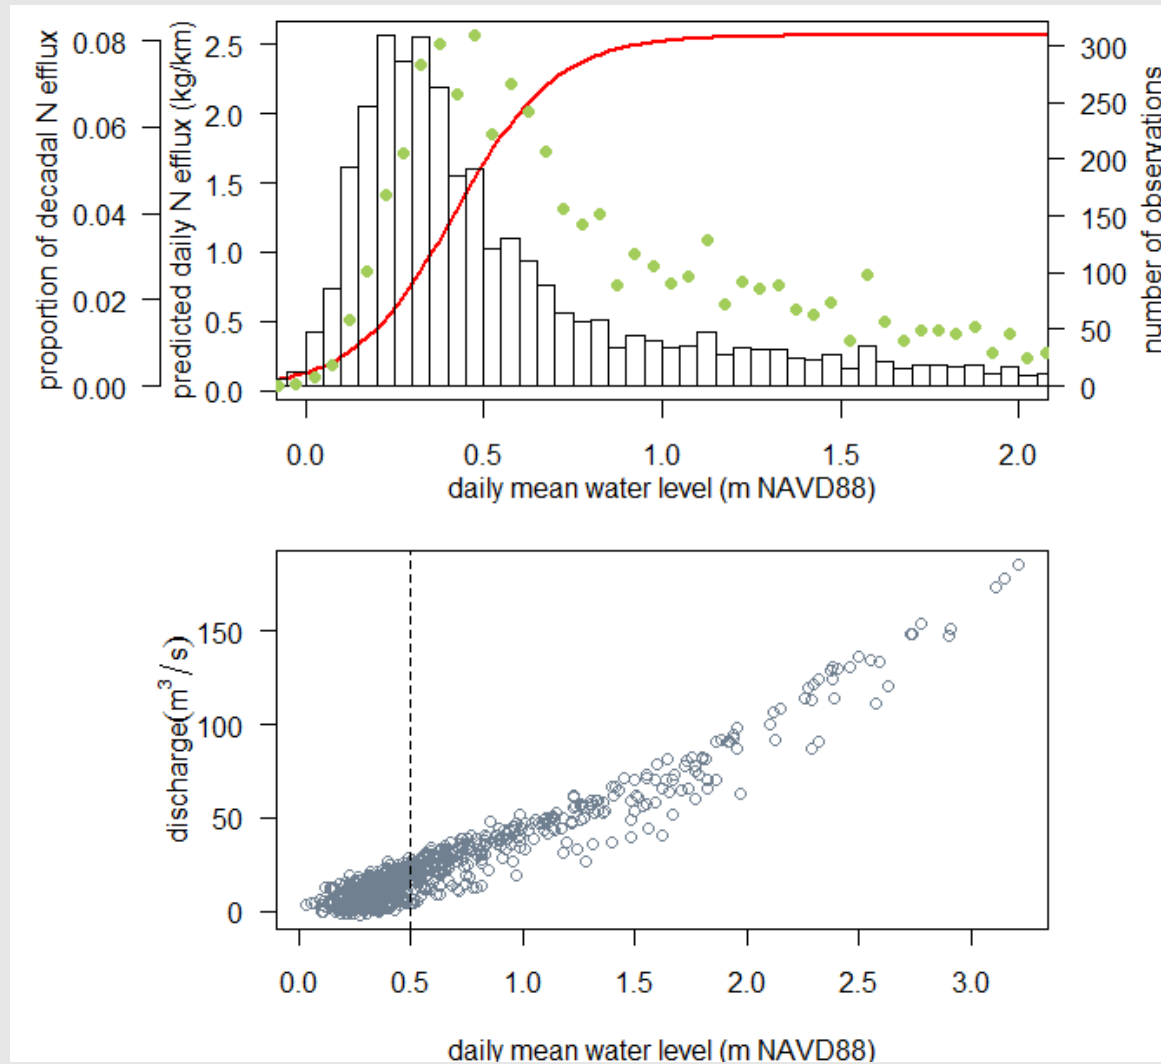 proportion of decadal N efflux
0.08
0.06
0.04
0.02
0.00
predicted daily N efflux (kg/km)
2.5
2.0
1.5
1.0
0.5
0.0
300
250
200
150
100
50
0
number of observations
0.0 0.5 1.0 1.5 2.0
daily mean water level (m NAVD88)
discharge(m³/s)
150
100
50
0
0.0 0.5 1.0 1.5 2.0 2.5 3.0
daily mean water level (m NAVD88)